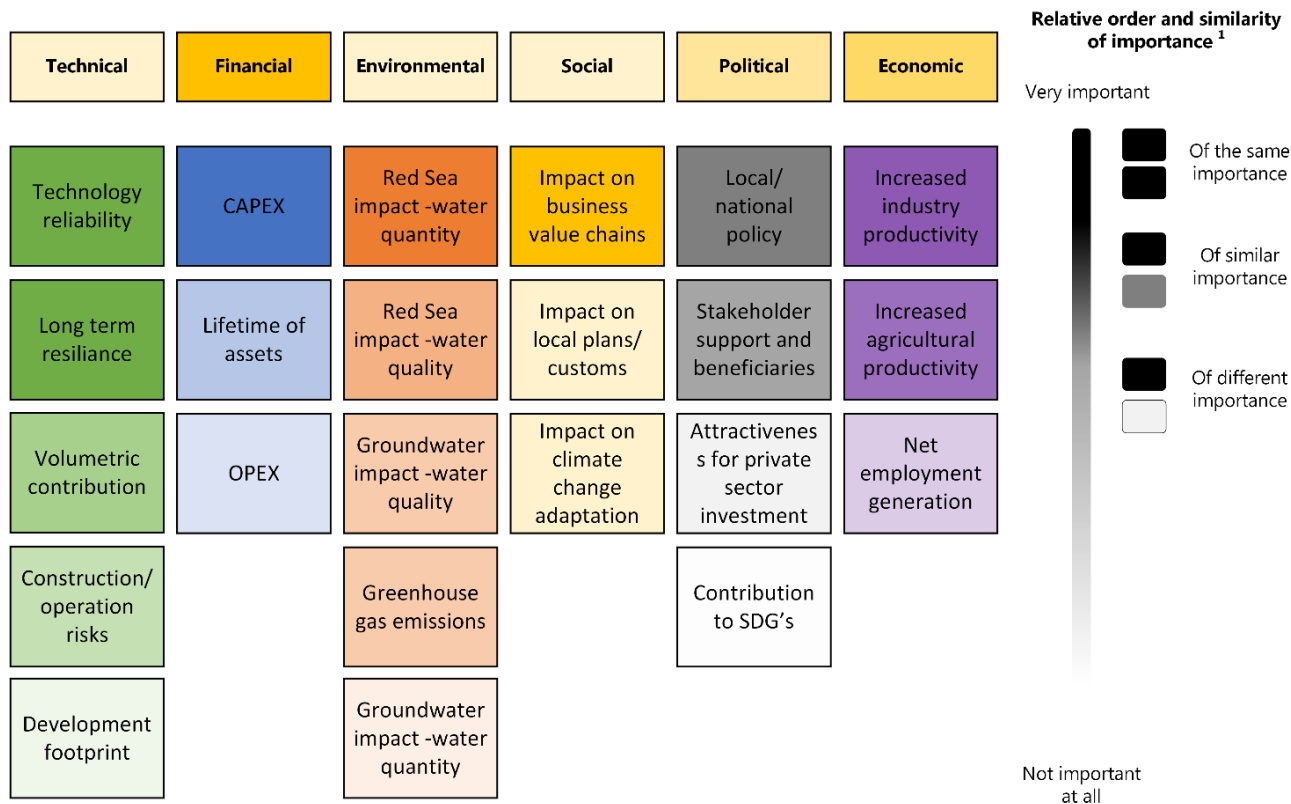 Relative order and similarity
of importance 1
Technical
Financial
Environmental
Social
Political
Economic
Very important
Technology
reliability
CAPEX
Red Sea
impact -water
quantity
Impact on
business
value chains
Local/
national
policy
Increased
industry
productivity
Of the same
importance
Long term
resiliance
Lifetime of
assets
Red Sea
impact -water
quality
Impact on
local plans/
customs
Stakeholder
support and
beneficiaries
Increased
agricultural
productivity
Of similar
importance
Of different
importance
Volumetric
contribution
OPEX
Groundwater
impact -water
quality
Impact on
climate
change
adaptation
Attractivenes
s for private
sector
investment
Net
employment
generation
Construction/
operation
risks
Greenhouse
gas emissions
Contribution
to SDG’s
Development
footprint
Groundwater
impact -water
quantity
Not important
at all